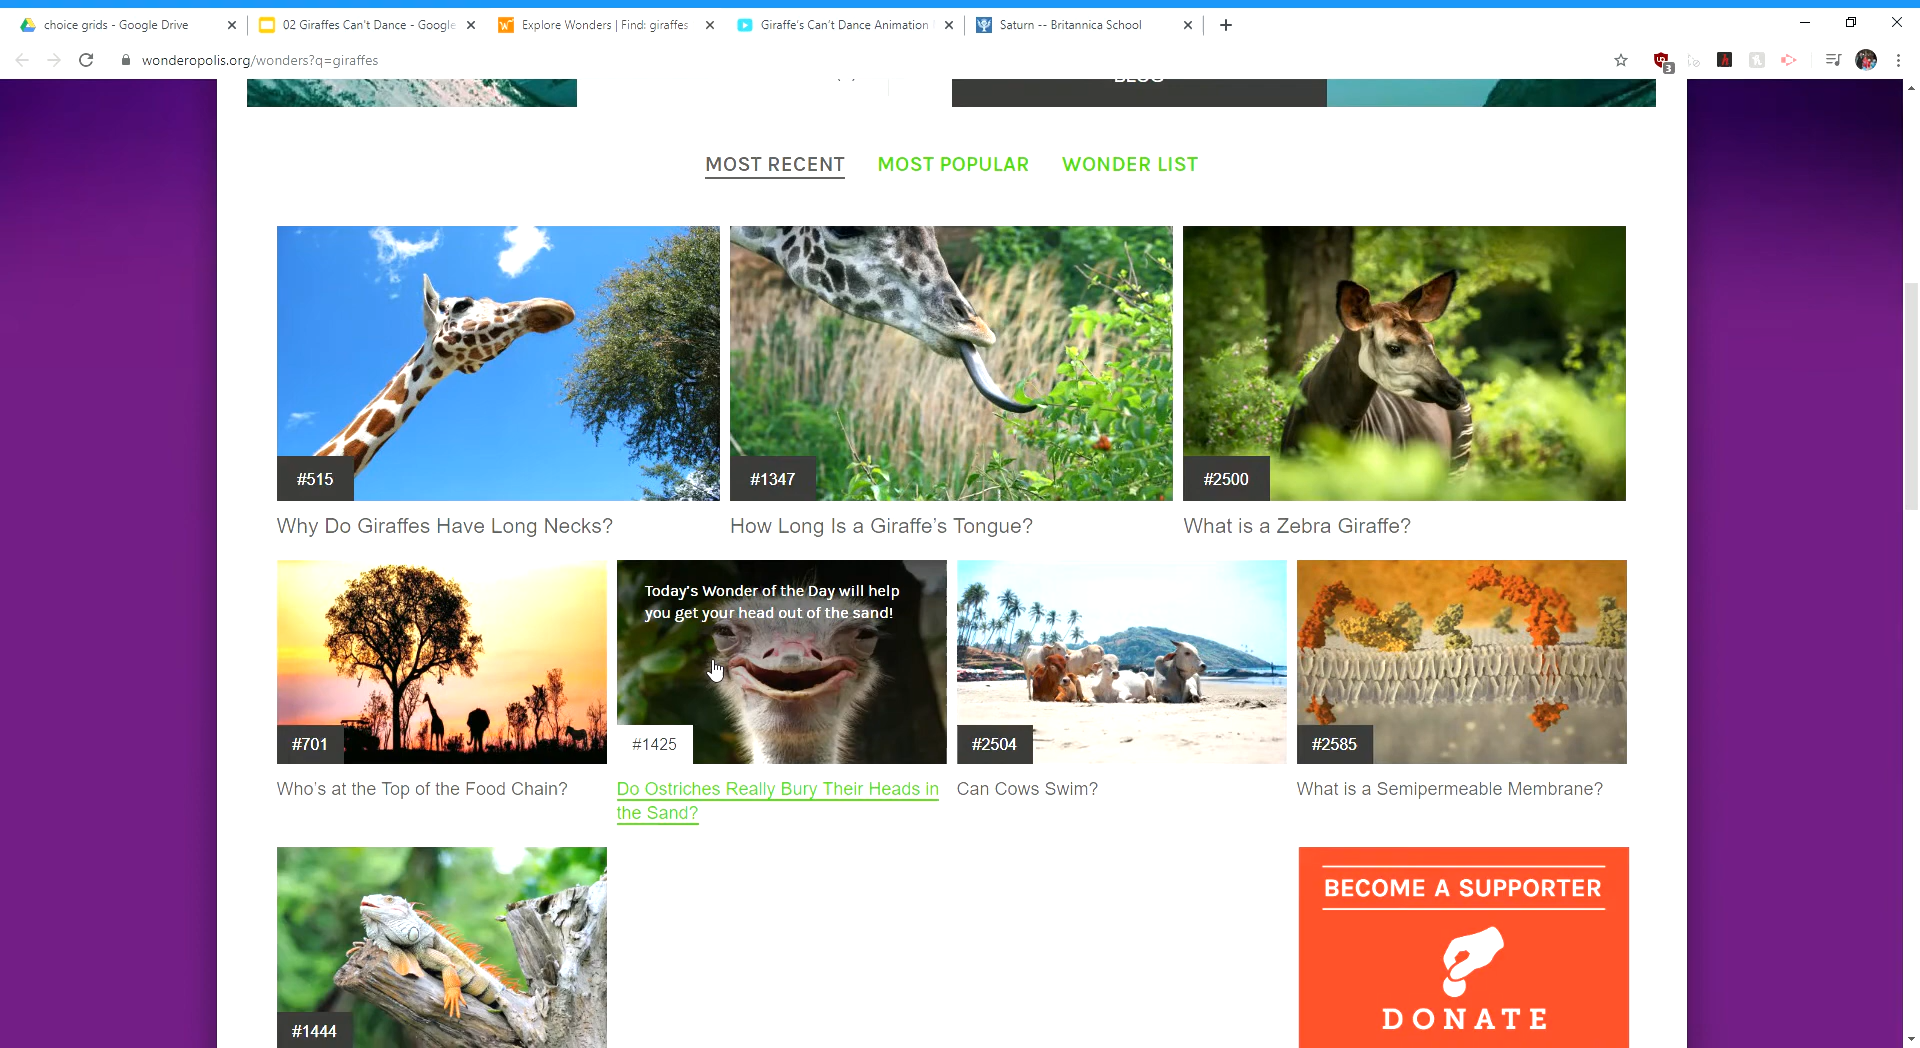 choice grids - Google Drive
02 Giraffes Can't Dance - Google
Explore Wonders | Find: giraffes
Giraffe's Can't Dance Animation
Saturn -- Britannica School
wonderopolis.org/wonders?q=giraffes
3
BLOG
MOST RECENT MOST POPULAR WONDER LIST
#515
#1347
#2500
Why Do Giraffes Have Long Necks?
How Long Is a Giraffe’s Tongue?
What is a Zebra Giraffe?
Today's Wonder of the Day will help
you get your head out of the sand!
#701
#1425
#2504
#2585
Who’s at the Top of the Food Chain?
Do Ostriches Really Bury Their Heads in
the Sand?
Can Cows Swim?
What is a Semipermeable Membrane?
#1444
BECOME A SUPPORTER
DONATE